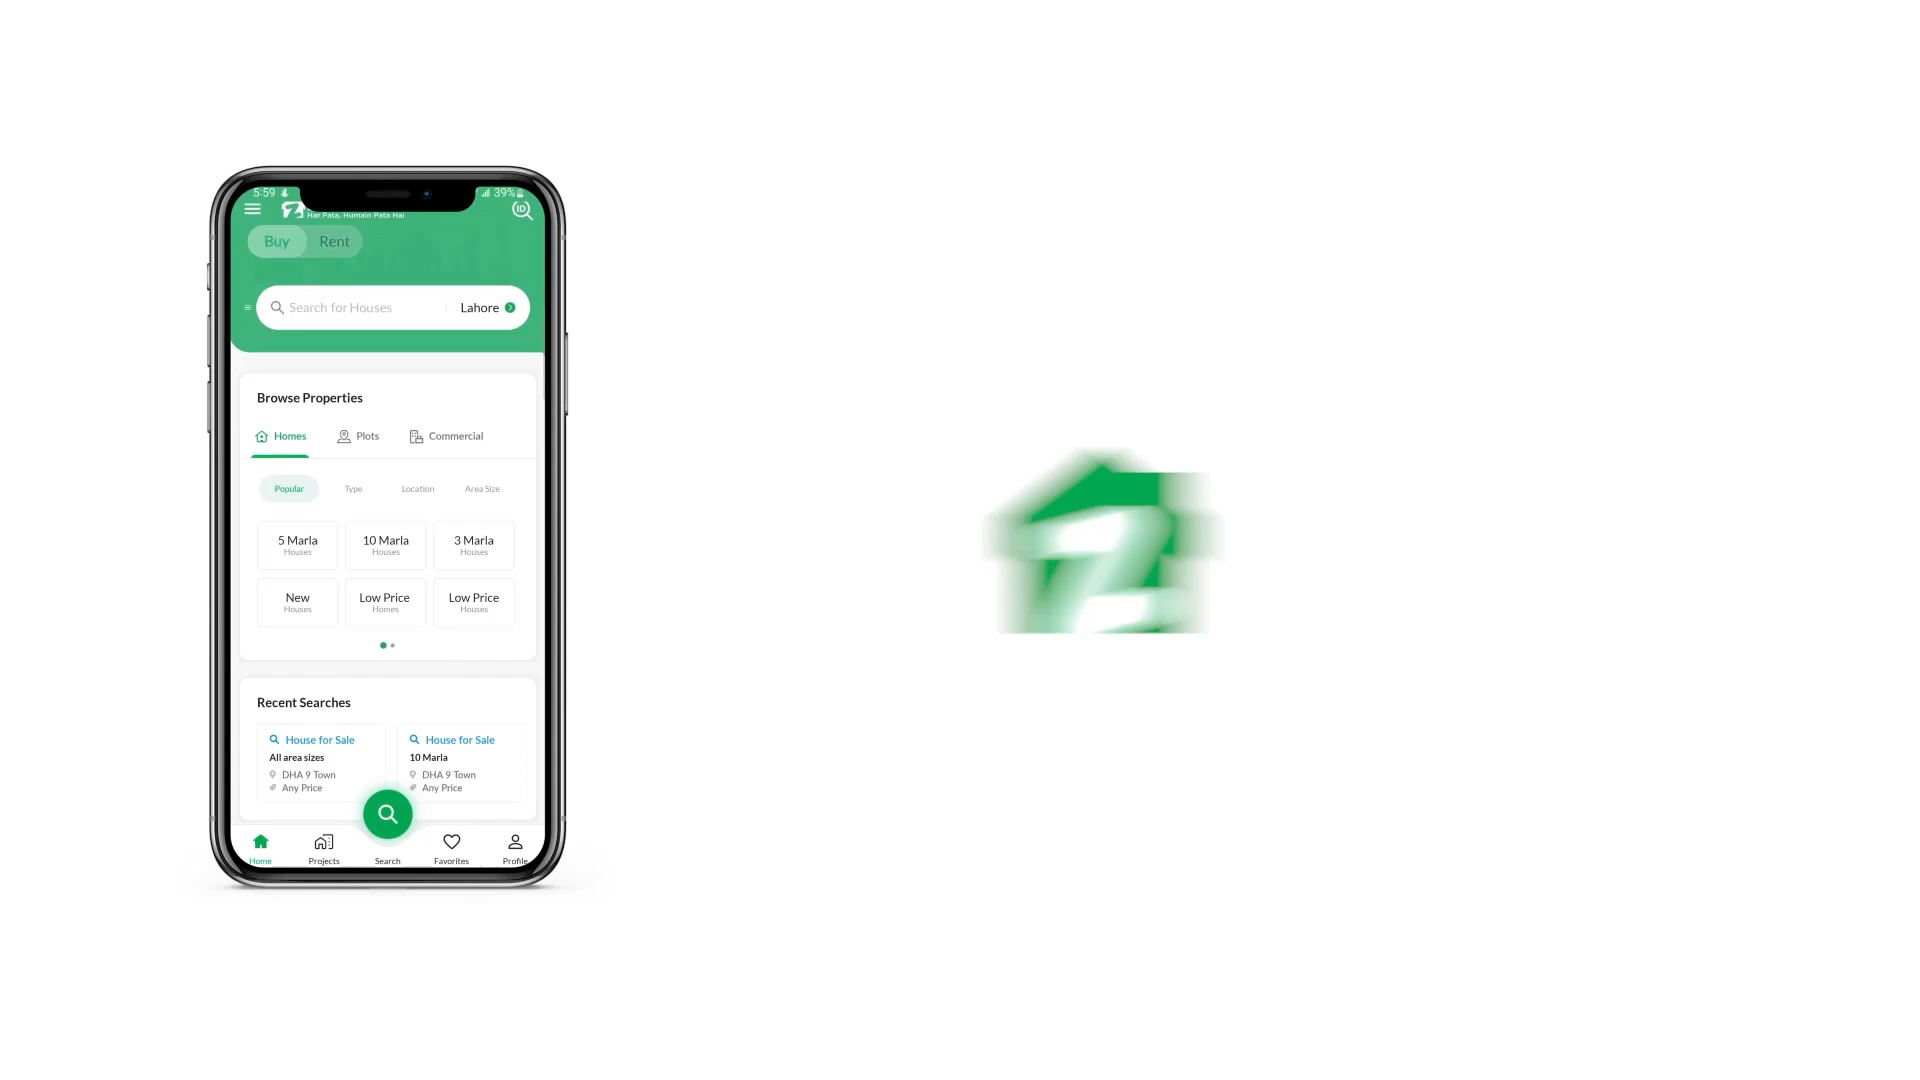 5:59
39%
Har Pata, Humain Pata Hai
ID
Buy Rent
Search for Houses Lahore
Browse Properties
Homes Plots Commercial
Popular Type Location Area Size
5 Marla 10 Marla 3 Marla
Houses Houses Houses
New Low Price Low Price
Houses Homes Houses
Recent Searches
House for Sale House for Sale
All area sizes 10 Marla
DHA 9 Town DHA 9 Town
Any Price Any Price
Home Projects Search Favorites Profile
Z